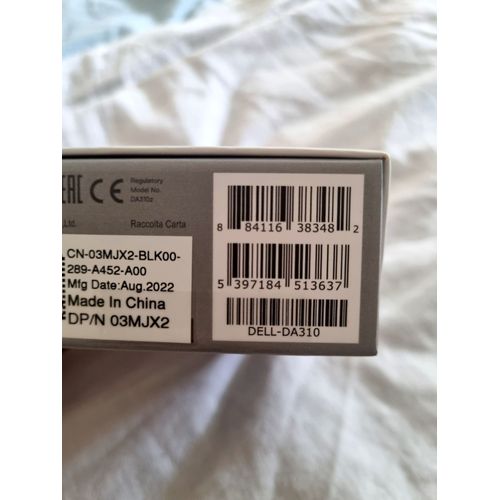 EAC CE Regulatory
Model No.
DA310z
Ltd.
Raccolta Carta
CN-03MJX2-BLK00-
289-A452-A00
Mfg Date:Aug.2022
Made In China
DP/N 03MJX2
8 84116 38348 2
5 397184 513637
DELL-DA310